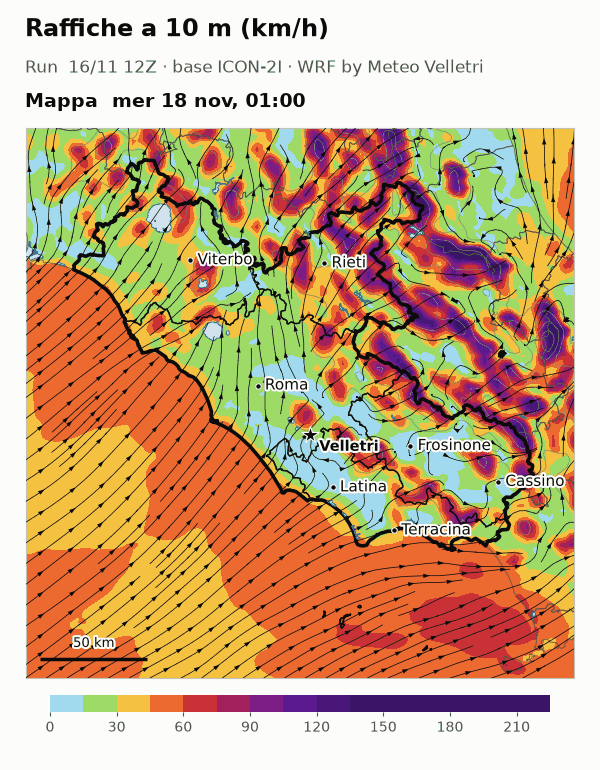 Raffiche a 10 m (km/h)
Run 16/11 12Z · base ICON-2I · WRF by Meteo Velletri
Mappa mer 18 nov, 01:00
Viterbo
Rieti
Roma
Velletri
Frosinone
Latina
Cassino
Terracina
50 km
0 30 60 90 120 150 180 210